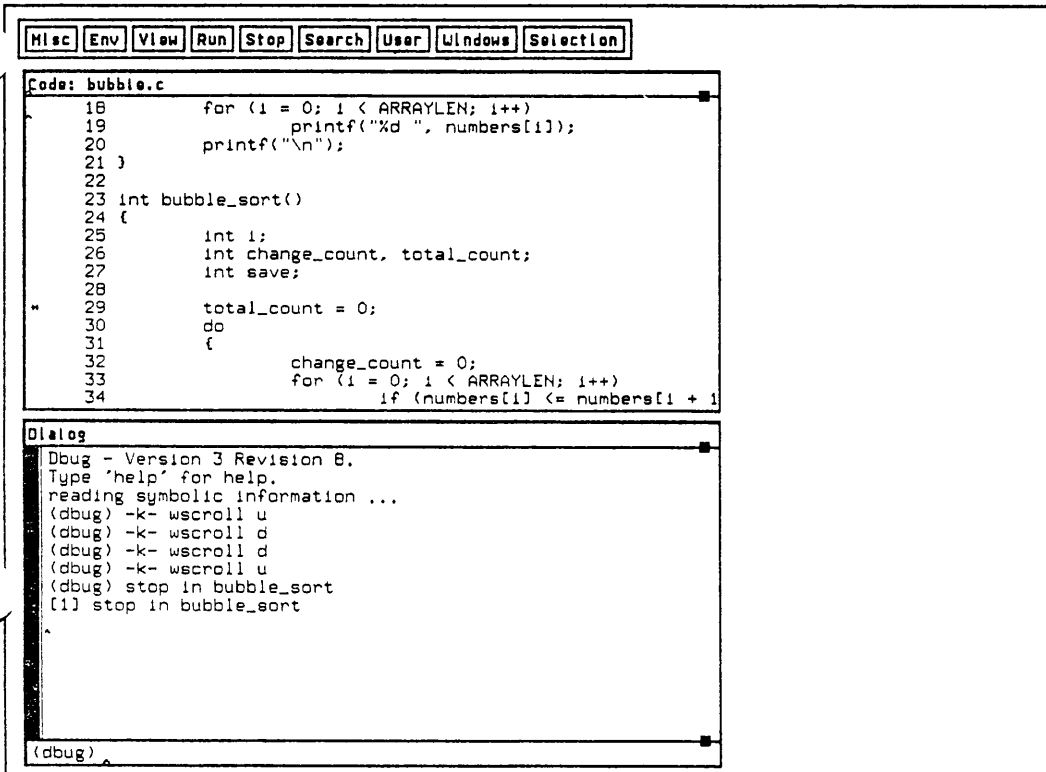 Misc Env View Run Stop Search User Windows Selection
Code: bubble.c
18 for (i = 0; i < ARRAYLEN; i++)
19 printf("%d ", numbers[i]);
20 printf("\n");
21 }
22
23 int bubble_sort()
24 {
25 int i;
26 int change_count, total_count;
27 int save;
28
* 29 total_count = 0;
30 do
31 {
32 change_count = 0;
33 for (i = 0; i < ARRAYLEN; i++)
34 if (numbers[i] <= numbers[i + 1
Dialog
Dbug - Version 3 Revision B.
Type 'help' for help.
reading symbolic information ...
(dbug) -k- wscroll u
(dbug) -k- wscroll d
(dbug) -k- wscroll d
(dbug) -k- wscroll u
(dbug) stop in bubble_sort
[1] stop in bubble_sort
(dbug)